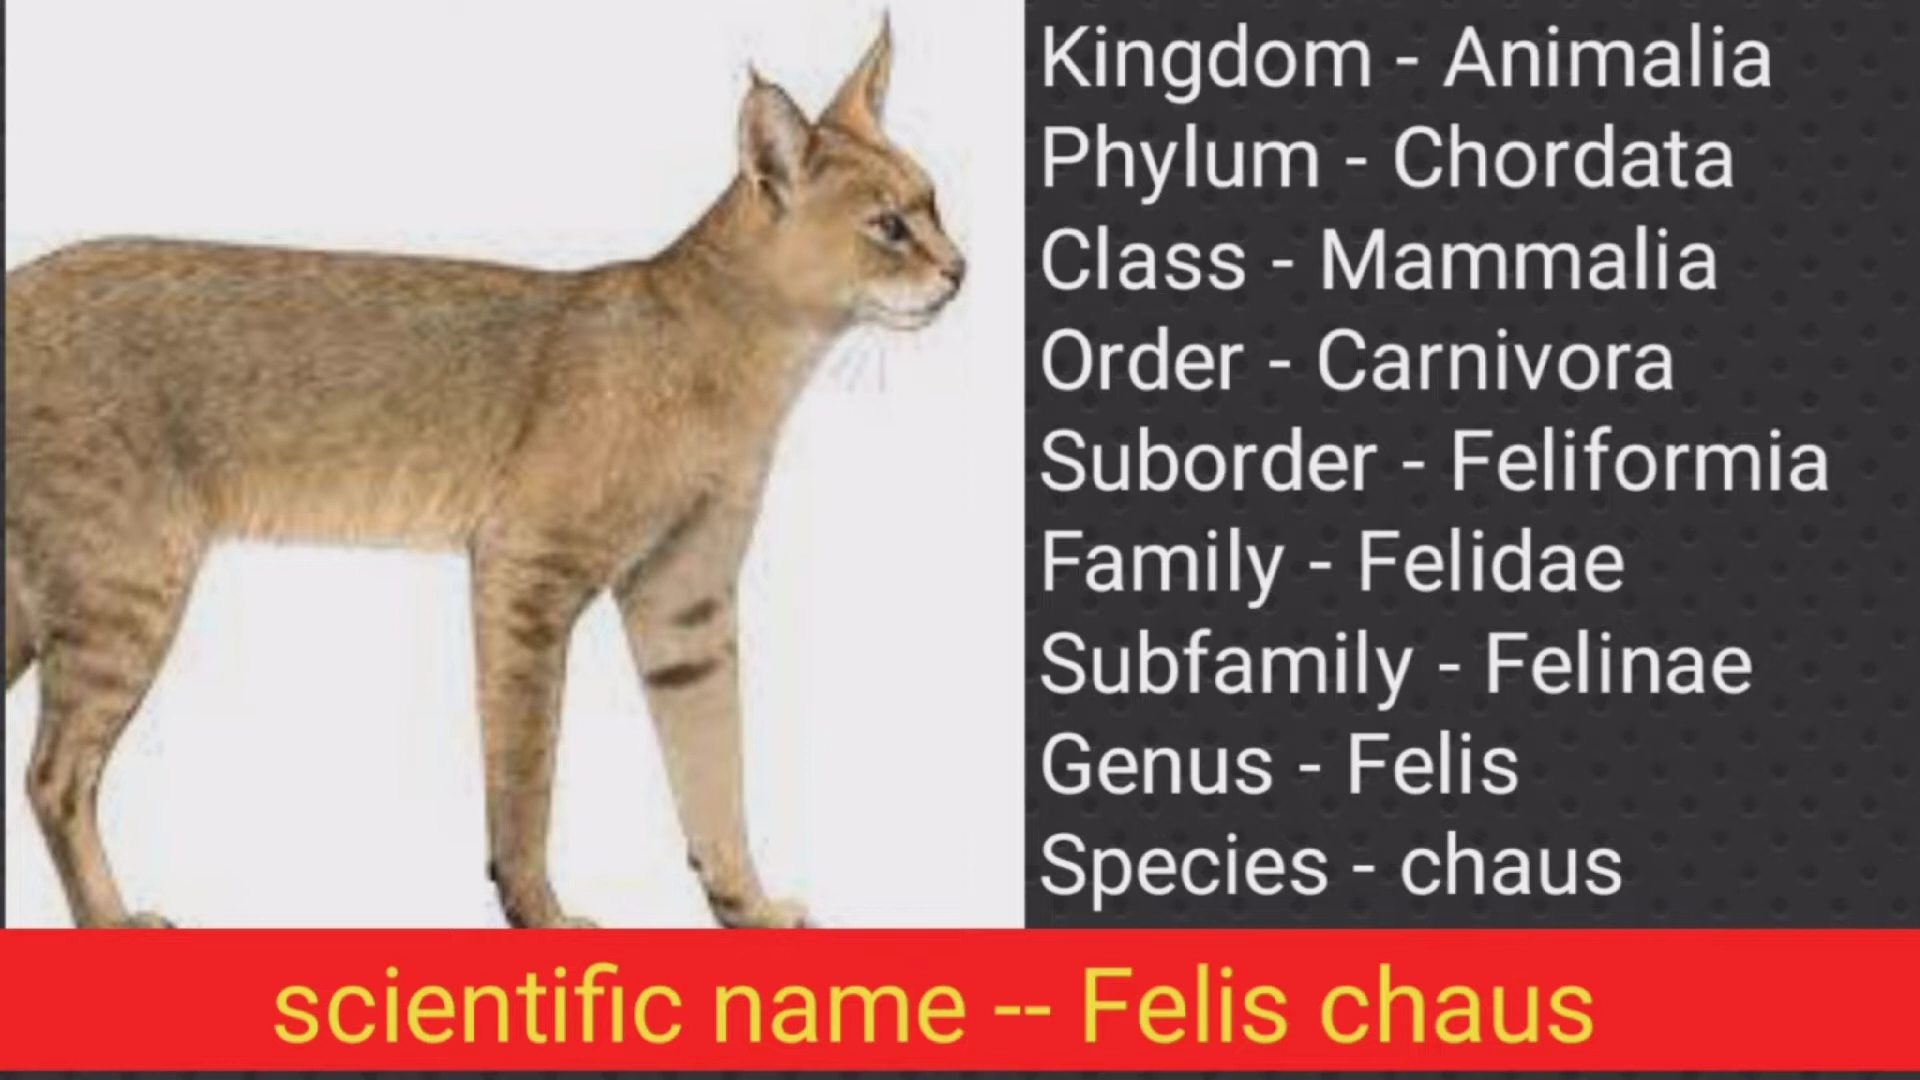 Kingdom - Animalia
Phylum - Chordata
Class - Mammalia
Order - Carnivora
Suborder - Feliformia
Family - Felidae
Subfamily - Felinae
Genus - Felis
Species - chaus
scientific name -- Felis chaus